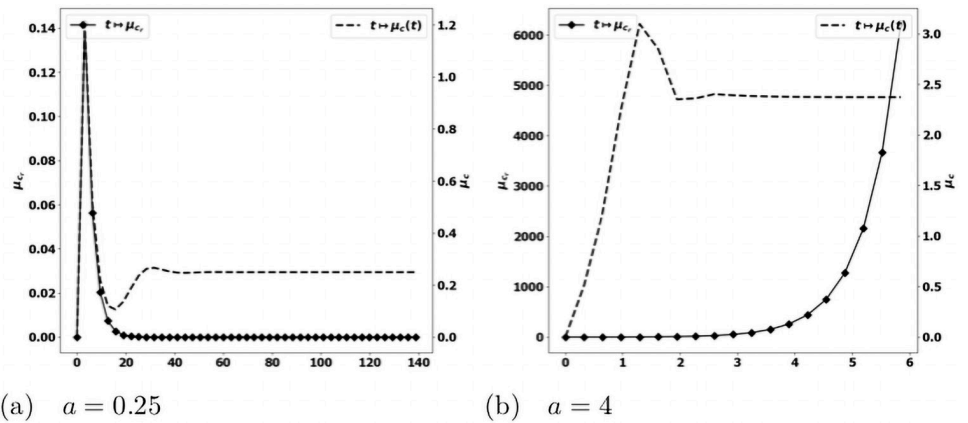 t ↦ μ_{c_r} t ↦ μ_c(t)
0.14 0.12 0.10 0.08 0.06 0.04 0.02 0.00
μ_{c_r}
1.2 1.0 0.8 0.6 0.4 0.2 0.0
μ_c
0 20 40 60 80 100 120 140
(a) a = 0.25
t ↦ μ_{c_r} t ↦ μ_c(t)
6000 5000 4000 3000 2000 1000 0
μ_{c_r}
3.0 2.5 2.0 1.5 1.0 0.5 0.0
μ_c
0 1 2 3 4 5 6
(b) a = 4